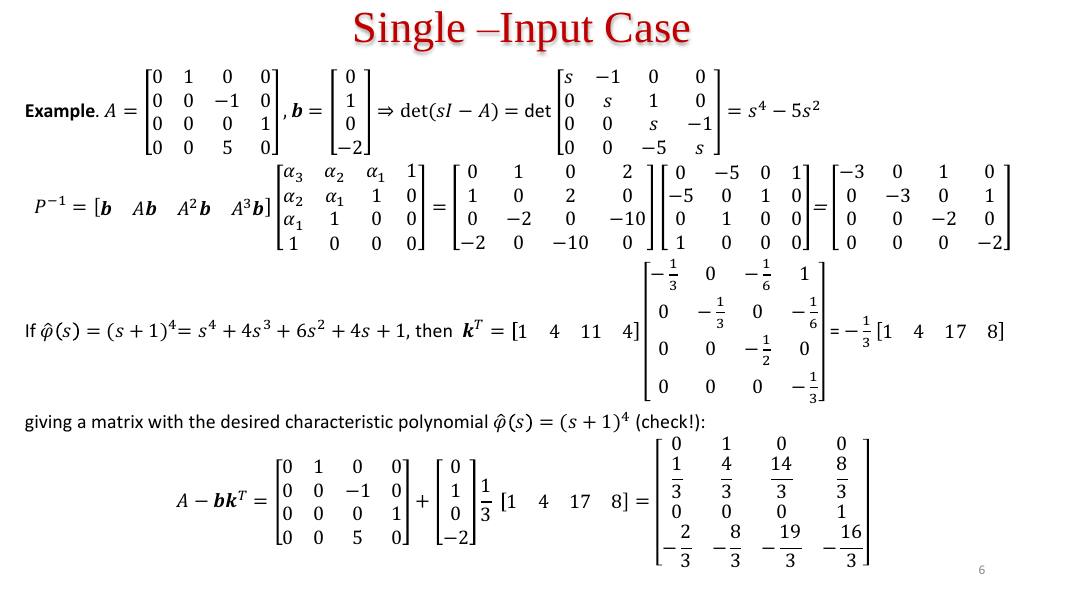 Single –Input Case
Example. A = [0 1 0 0; 0 0 −1 0; 0 0 0 1; 0 0 5 0], b = [0; 1; 0; −2] ⇒ det(sI − A) = det [s −1 0 0; 0 s 1 0; 0 0 s −1; 0 0 −5 s] = s⁴ − 5s²
P⁻¹ = [b Ab A²b A³b] [α₃ α₂ α₁ 1; α₂ α₁ 1 0; α₁ 1 0 0; 1 0 0 0] = [0 1 0 2; 1 0 2 0; 0 −2 0 −10; −2 0 −10 0] [0 −5 0 1; −5 0 1 0; 0 1 0 0; 1 0 0 0] = [−3 0 1 0; 0 −3 0 1; 0 0 −2 0; 0 0 0 −2]
If φ̂(s) = (s + 1)⁴= s⁴ + 4s³ + 6s² + 4s + 1, then kᵀ = [1 4 11 4] [−1/3 0 −1/6 1; 0 −1/3 0 −1/6; 0 0 −1/2 0; 0 0 0 −1/3] = −1/3 [1 4 17 8]
giving a matrix with the desired characteristic polynomial φ̂(s) = (s + 1)⁴ (check!):
A − bkᵀ = [0 1 0 0; 0 0 −1 0; 0 0 0 1; 0 0 5 0] + [0; 1; 0; −2] 1/3 [1 4 17 8] = [0 1 0 0; 1/3 4/3 14/3 8/3; 0 0 0 1; −2/3 −8/3 −19/3 −16/3]
6